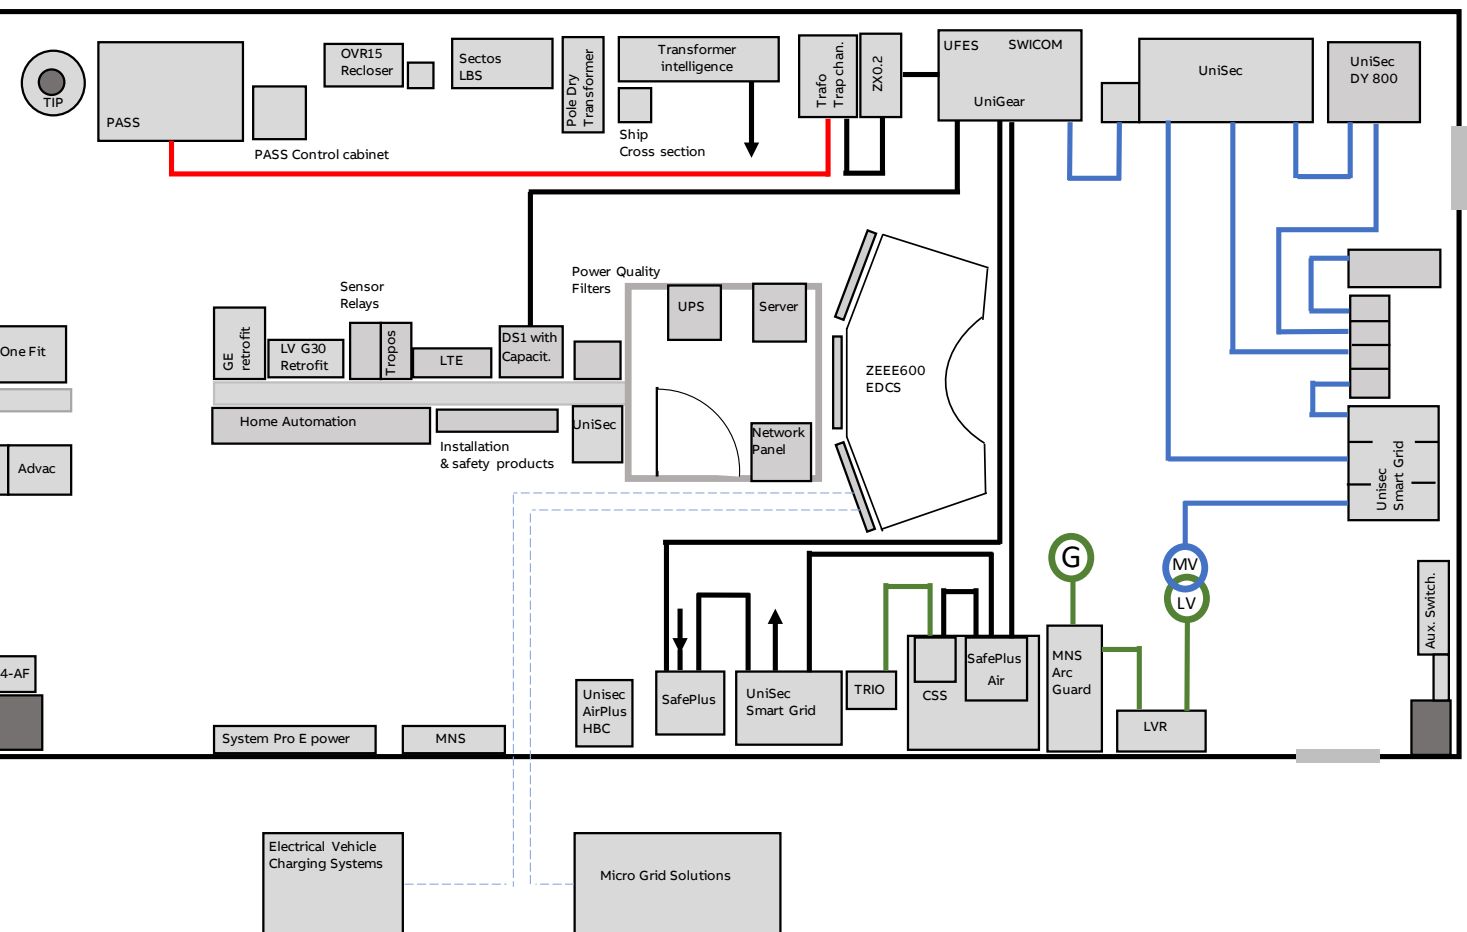 TIP
PASS
PASS Control cabinet
OVR15
Recloser
Sectos
LBS
Pole Dry
Transformer
Transformer
intelligence
Ship
Cross section
Trafo
Trap chan.
ZX0.2
UFES SWICOM
UniGear
UniSec
UniSec
DY 800
Power Quality
Filters
Sensor
Relays
GE
retrofit
LV G30
Retrofit
Tropos
LTE
DS1 with
Capacit.
UPS
Server
ZEEE600
EDCS
One Fit
Home Automation
Installation
& safety products
UniSec
Network
Panel
Advac
Unisec
Smart Grid
G
MV
LV
Aux. Switch.
4-AF
System Pro E power
MNS
Unisec
AirPlus
HBC
SafePlus
UniSec
Smart Grid
TRIO
CSS
SafePlus
Air
MNS
Arc
Guard
LVR
Electrical Vehicle
Charging Systems
Micro Grid Solutions